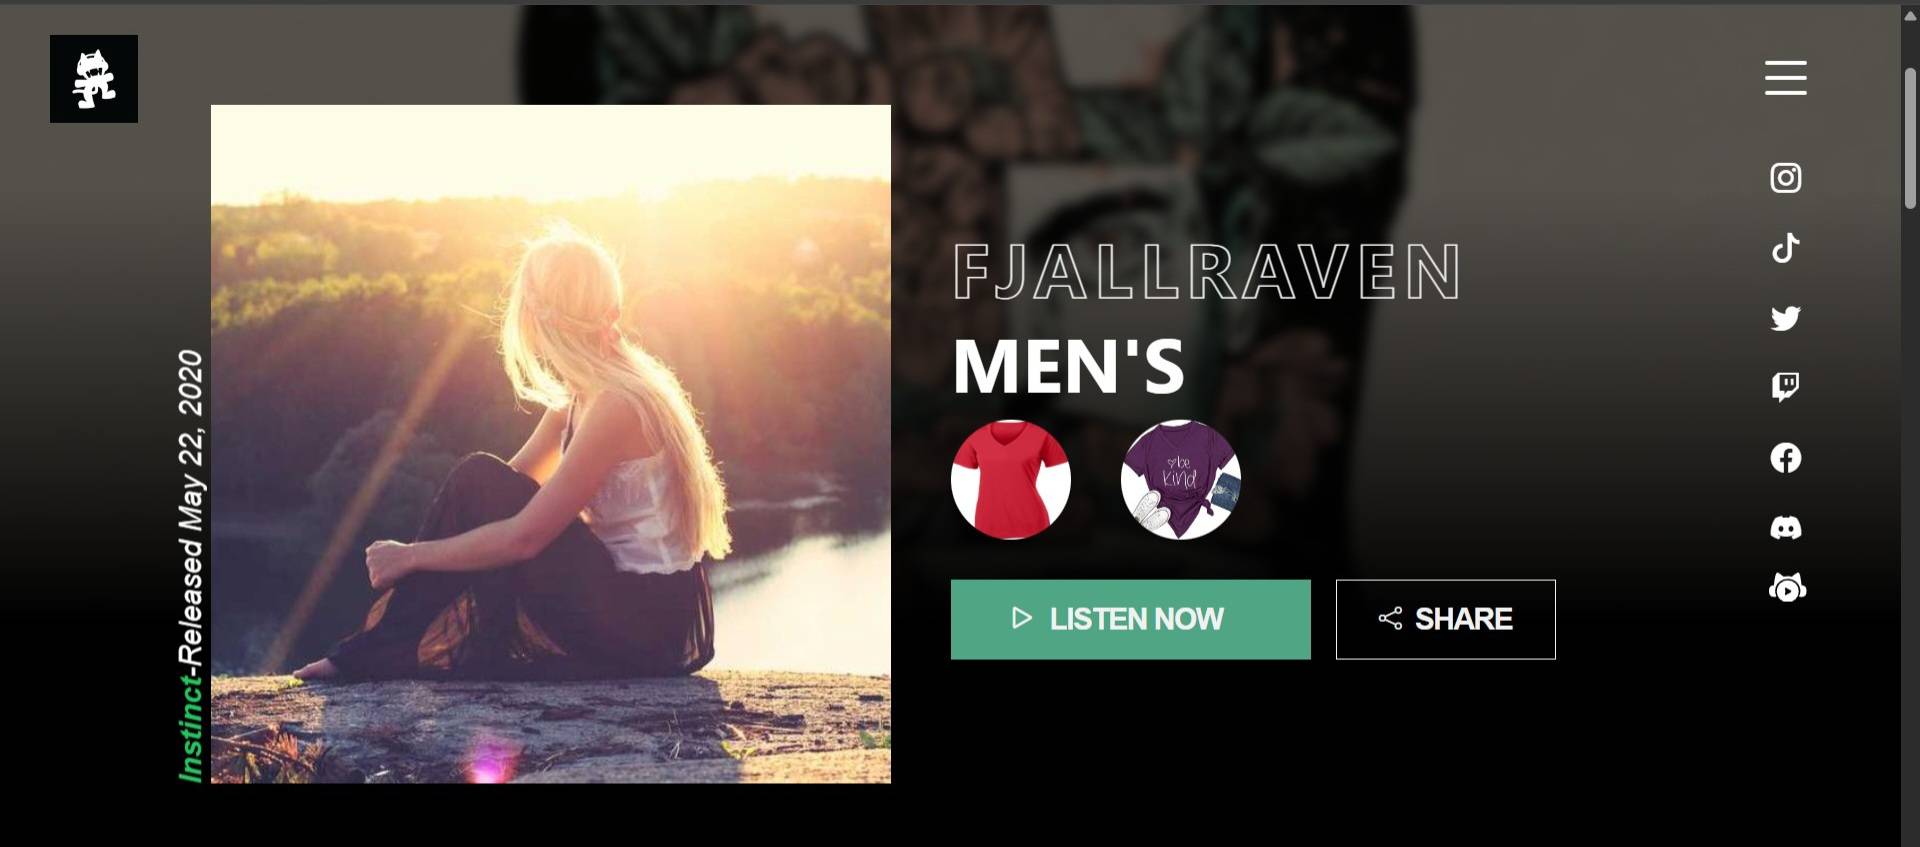 Instinct-Released May 22, 2020
FJALLRAVEN
MEN'S
be
kind
LISTEN NOW
SHARE